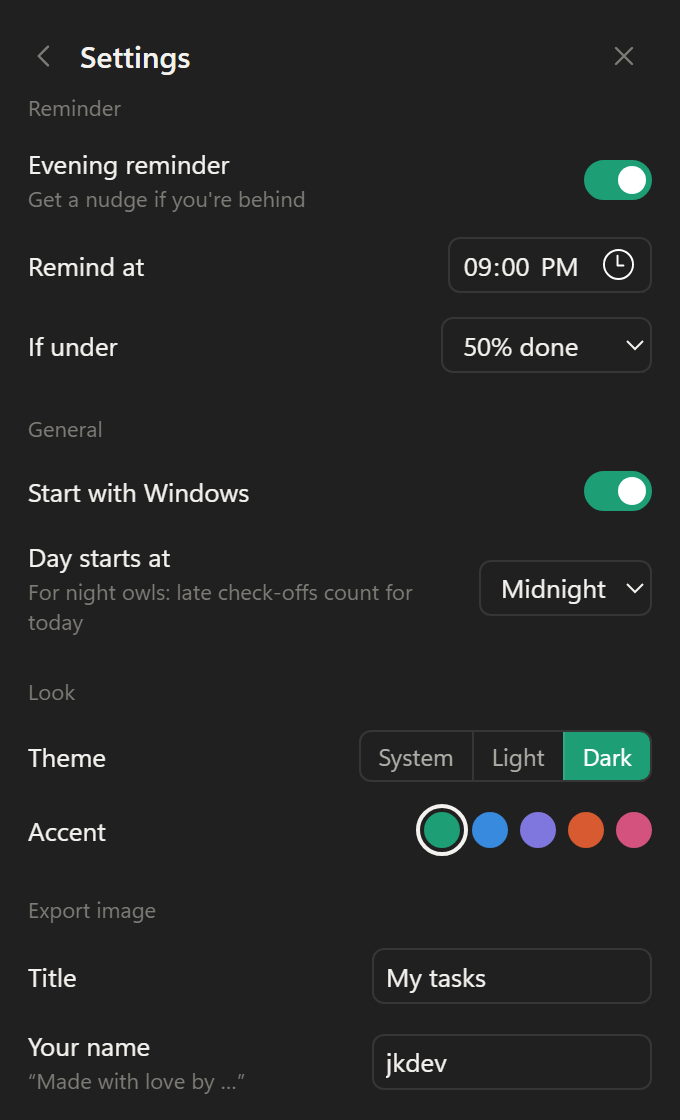 Settings
Reminder
Evening reminder
Get a nudge if you're behind
Remind at
09:00 PM
If under
50% done
General
Start with Windows
Day starts at
For night owls: late check-offs count for
today
Midnight
Look
Theme
System
Light
Dark
Accent
Export image
Title
My tasks
Your name
“Made with love by ...”
jkdev